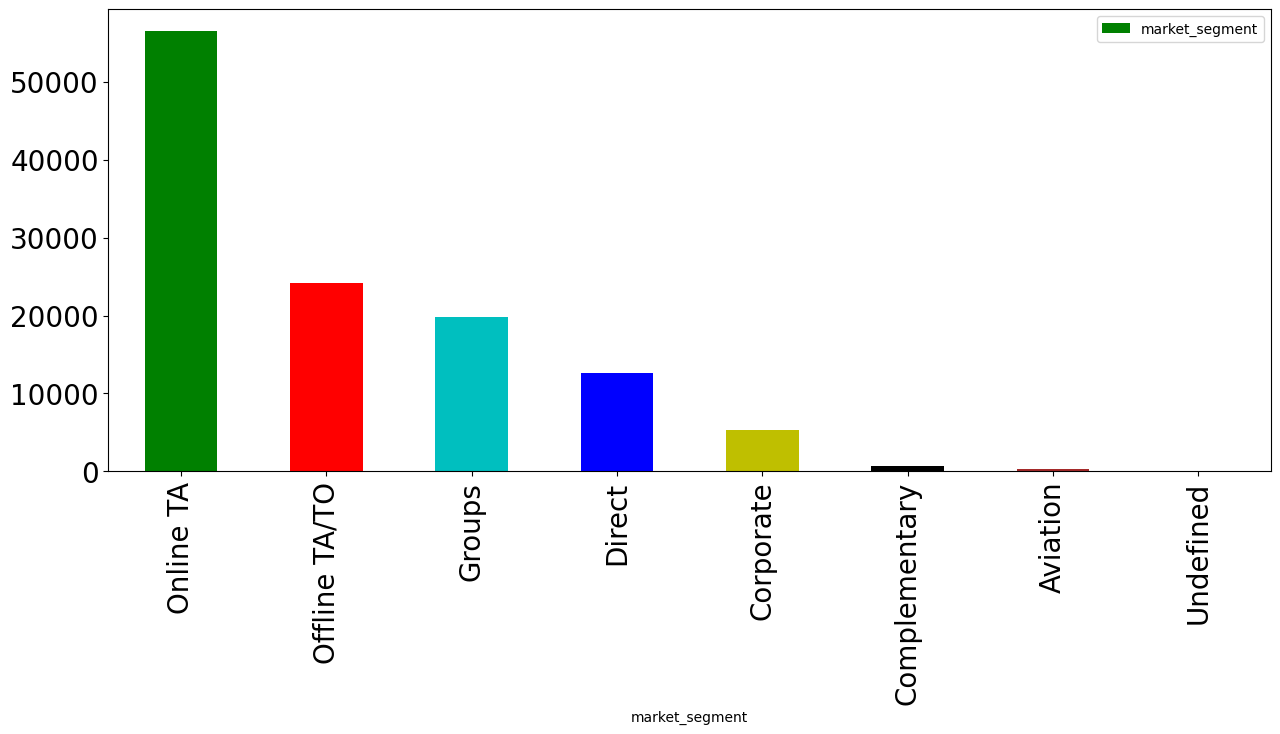 market_segment
50000
40000
30000
20000
10000
0
Online TA
Offline TA/TO
Groups
Direct
Corporate
Complementary
Aviation
Undefined
market_segment